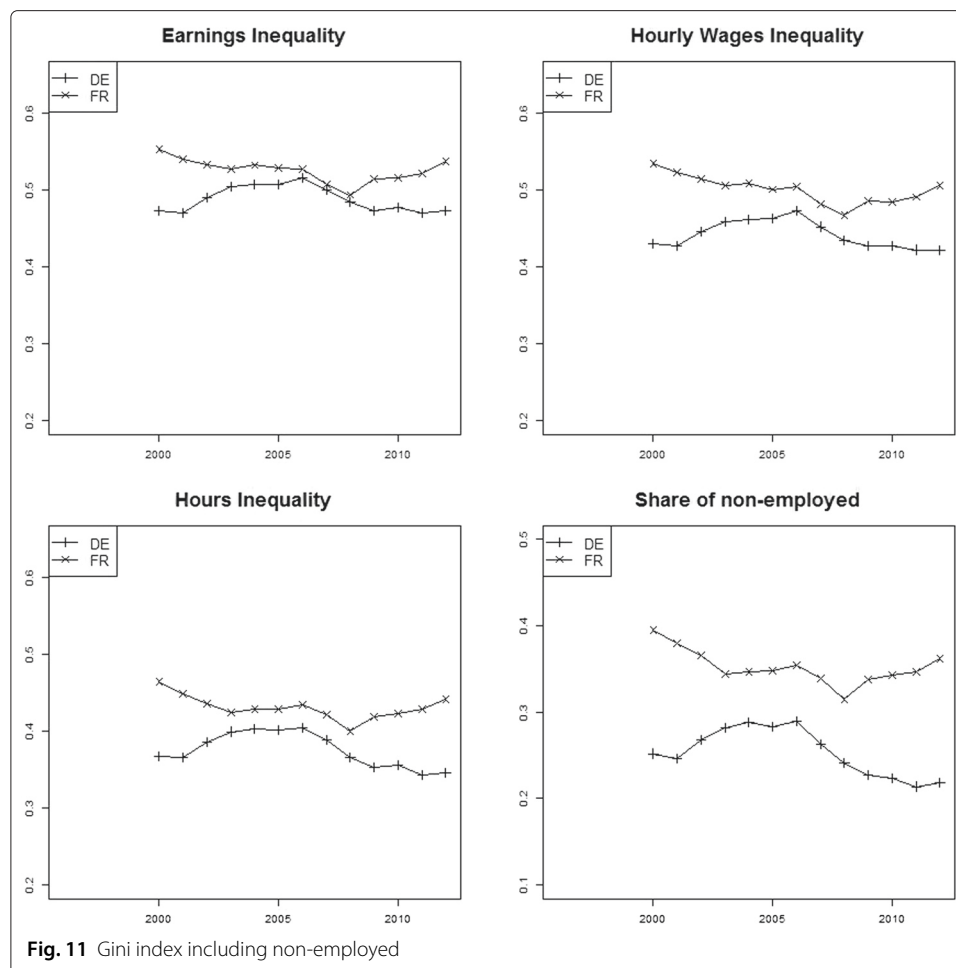 Earnings Inequality
DE
FR
0.6
0.5
0.4
0.3
0.2
2000 2005 2010
Hourly Wages Inequality
DE
FR
0.6
0.5
0.4
0.3
0.2
2000 2005 2010
Hours Inequality
DE
FR
0.6
0.5
0.4
0.3
0.2
2000 2005 2010
Share of non-employed
DE
FR
0.5
0.4
0.3
0.2
0.1
2000 2005 2010
Fig. 11 Gini index including non-employed